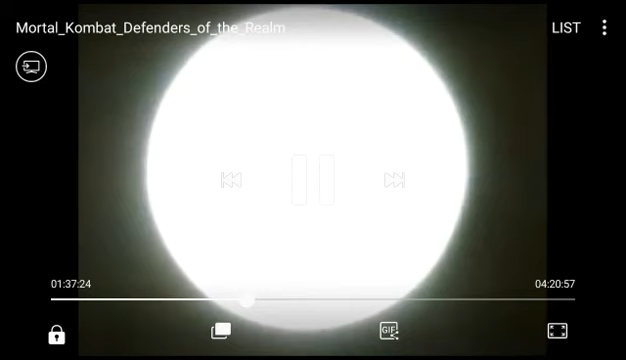 Mortal_Kombat_Defenders_of_the_Realm
LIST
01:37:24
04:20:57
GIF